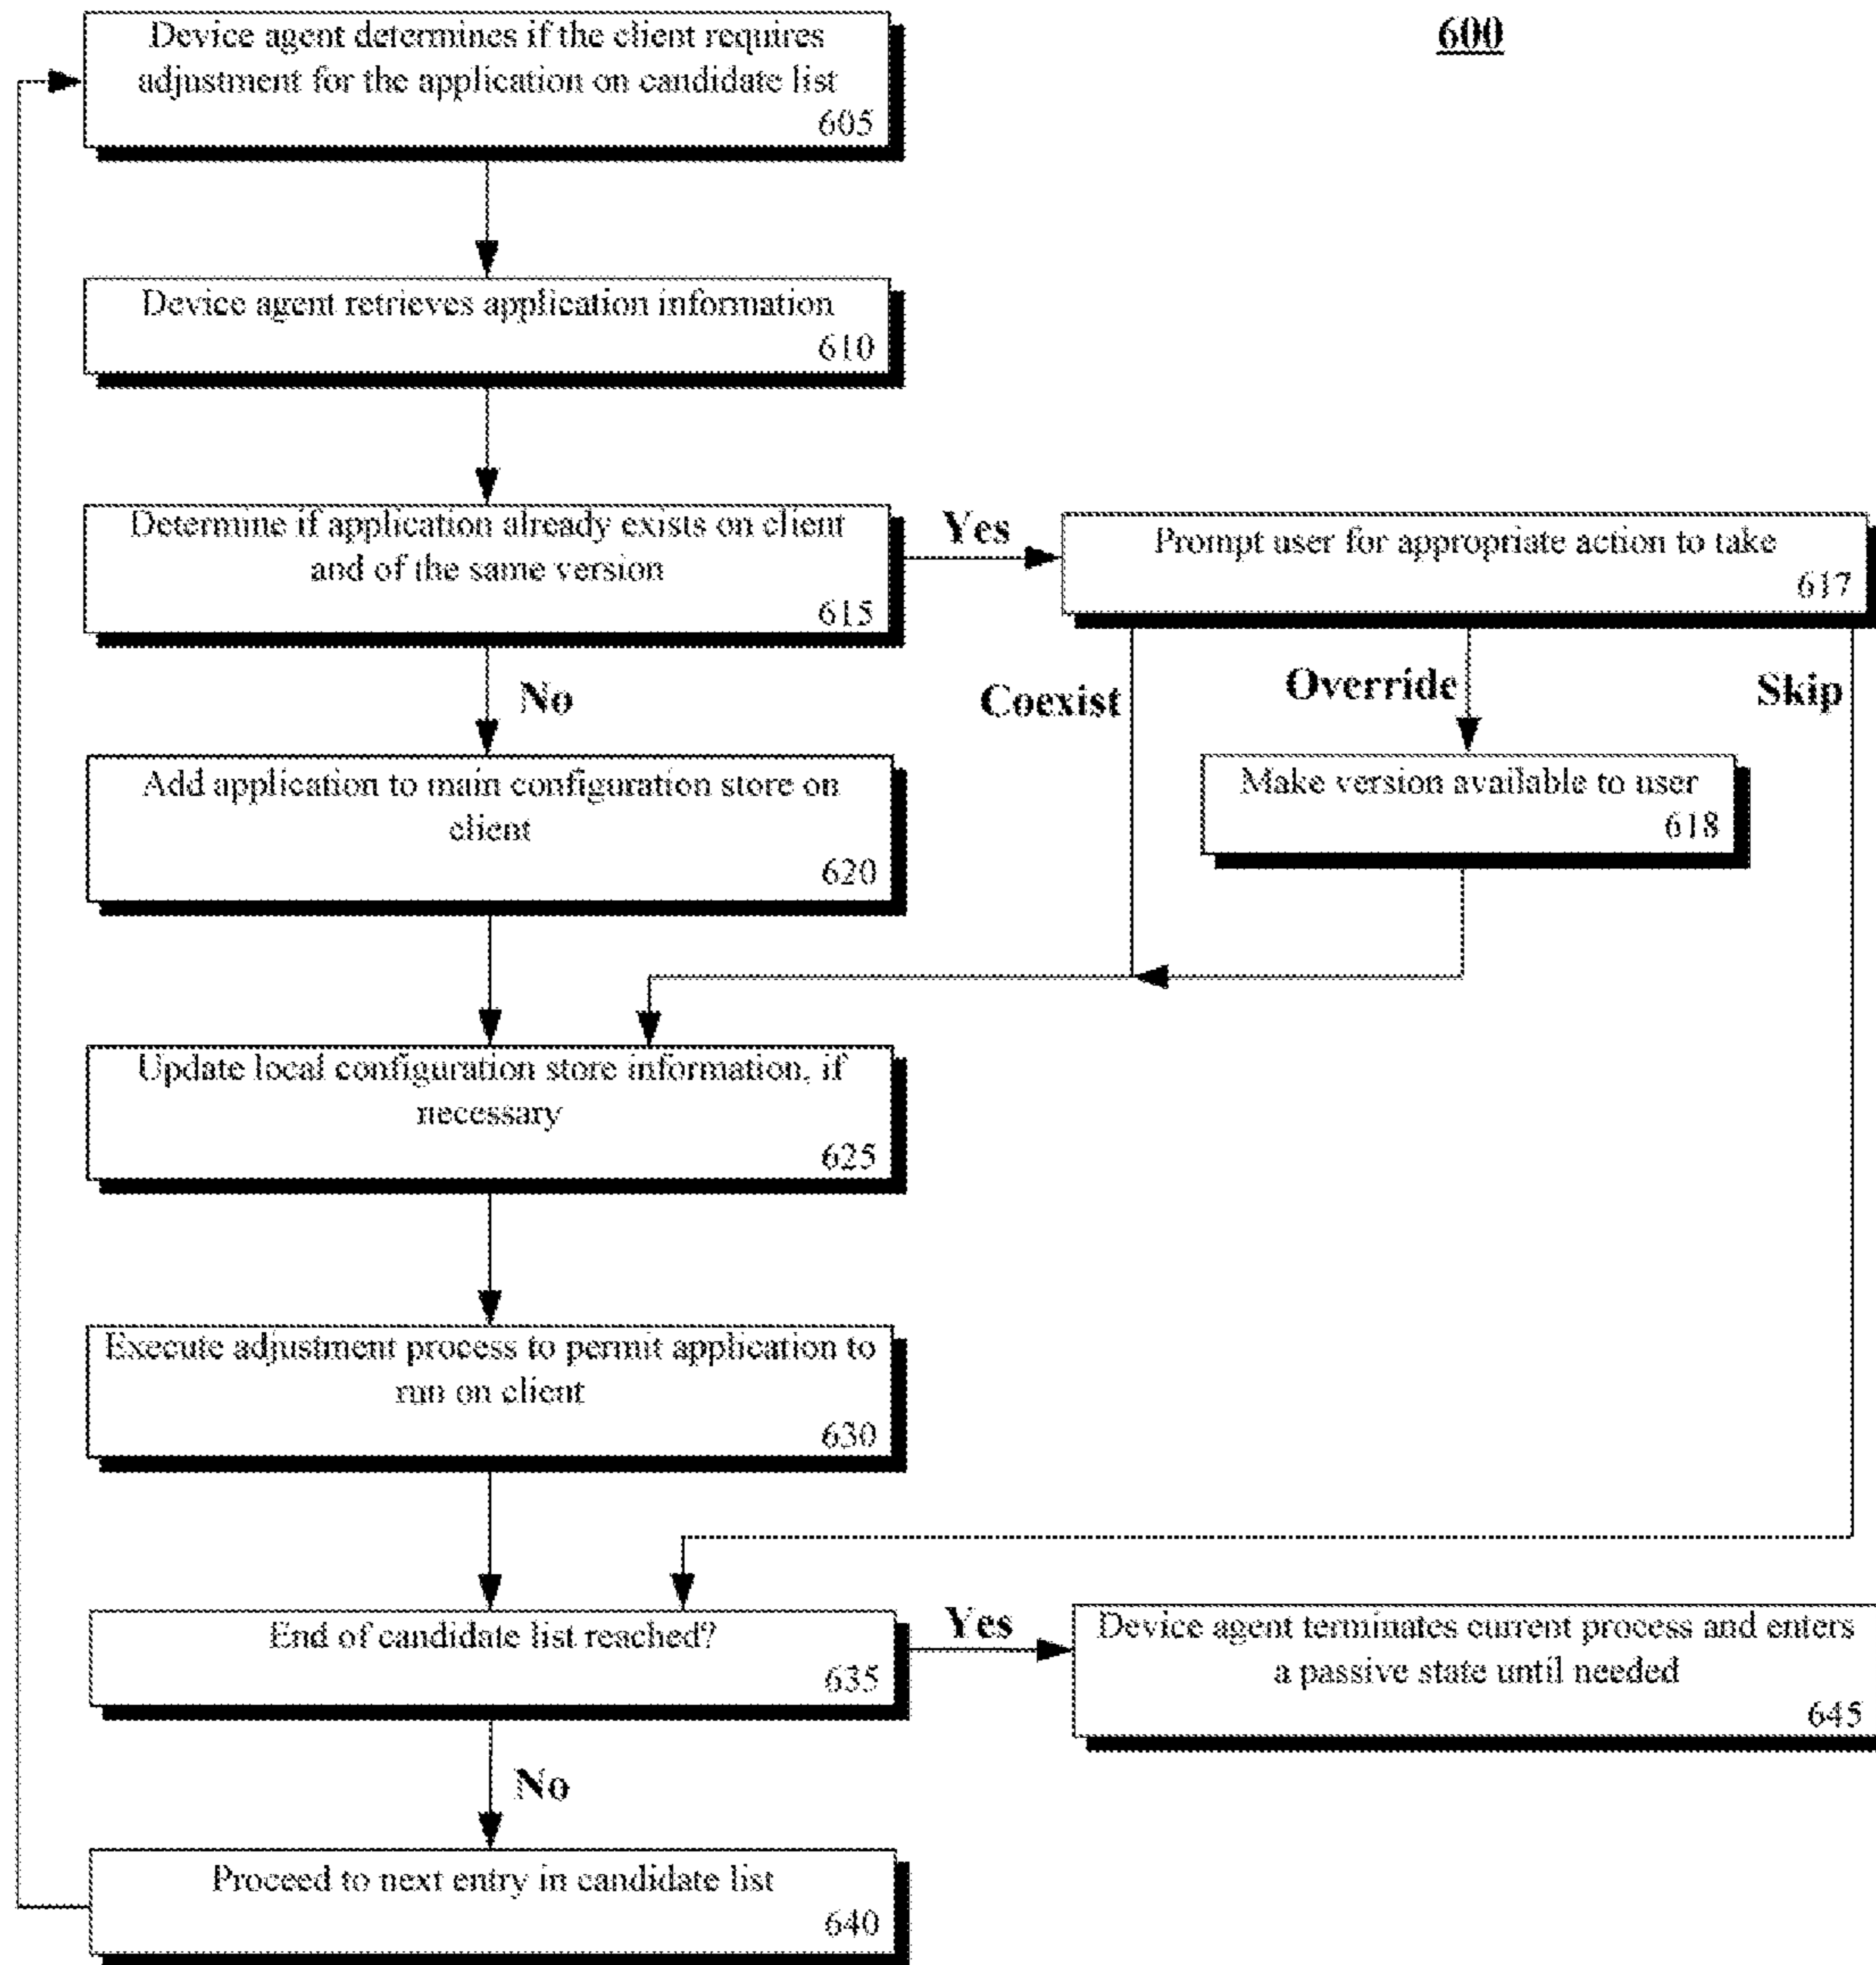 600
Device agent determines if the client requires
adjustment for the application on candidate list
605
Device agent retrieves application information
610
Determine if application already exists on client
and of the same version
615
Yes
Prompt user for appropriate action to take
617
No
Coexist
Override
Skip
Add application to main configuration store on
client
620
Make version available to user
618
Update local configuration store information, if
necessary
625
Execute adjustment process to permit application to
run on client
630
End of candidate list reached?
635
Yes
Device agent terminates current process and enters
a passive state until needed
645
No
Proceed to next entry in candidate list
640